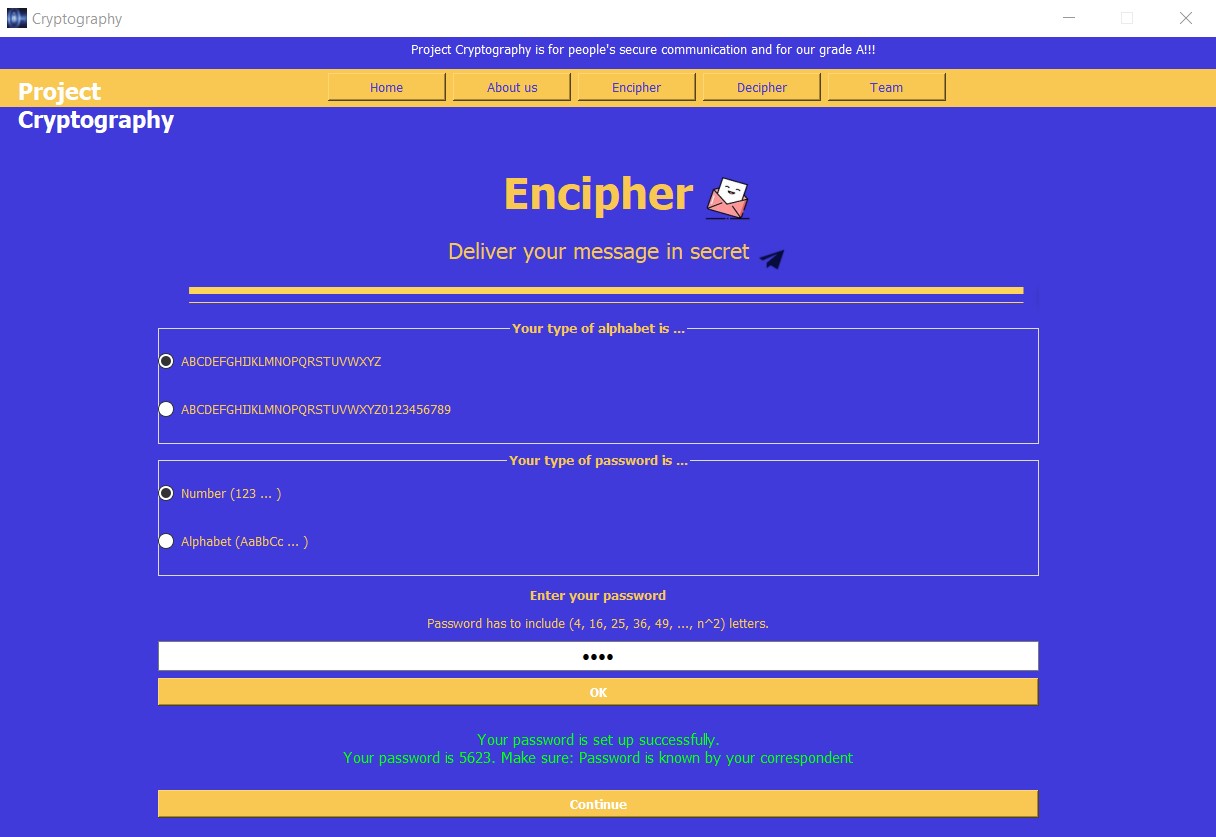 Cryptography
Project Cryptography is for people's secure communication and for our grade A!!!
Project
Cryptography
Home
About us
Encipher
Decipher
Team
Encipher
Deliver your message in secret
Your type of alphabet is ...
ABCDEFGHIJKLMNOPQRSTUVWXYZ
ABCDEFGHIJKLMNOPQRSTUVWXYZ0123456789
Your type of password is ...
Number (123 ... )
Alphabet (AaBbCc ... )
Enter your password
Password has to include (4, 16, 25, 36, 49, ..., n^2) letters.
••••
OK
Your password is set up successfully.
Your password is 5623. Make sure: Password is known by your correspondent
Continue